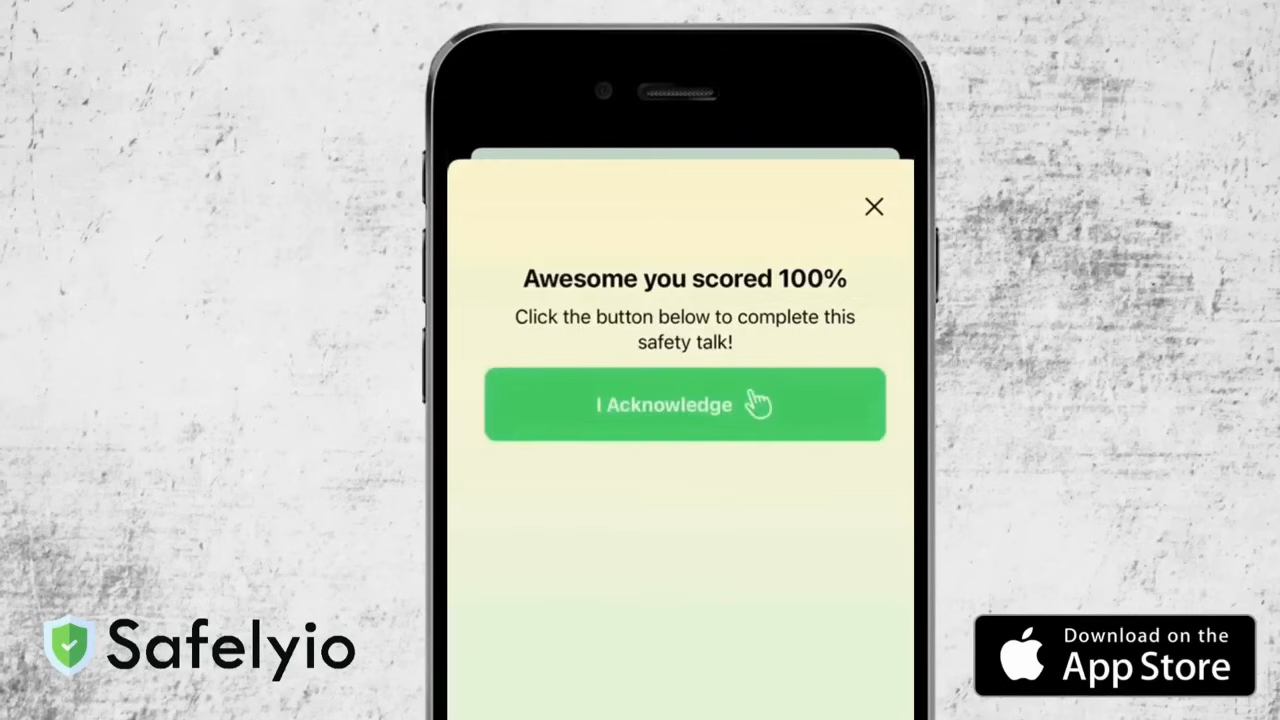 Awesome you scored 100%
Click the button below to complete this
safety talk!
I Acknowledge
Safelyio
Download on the
App Store